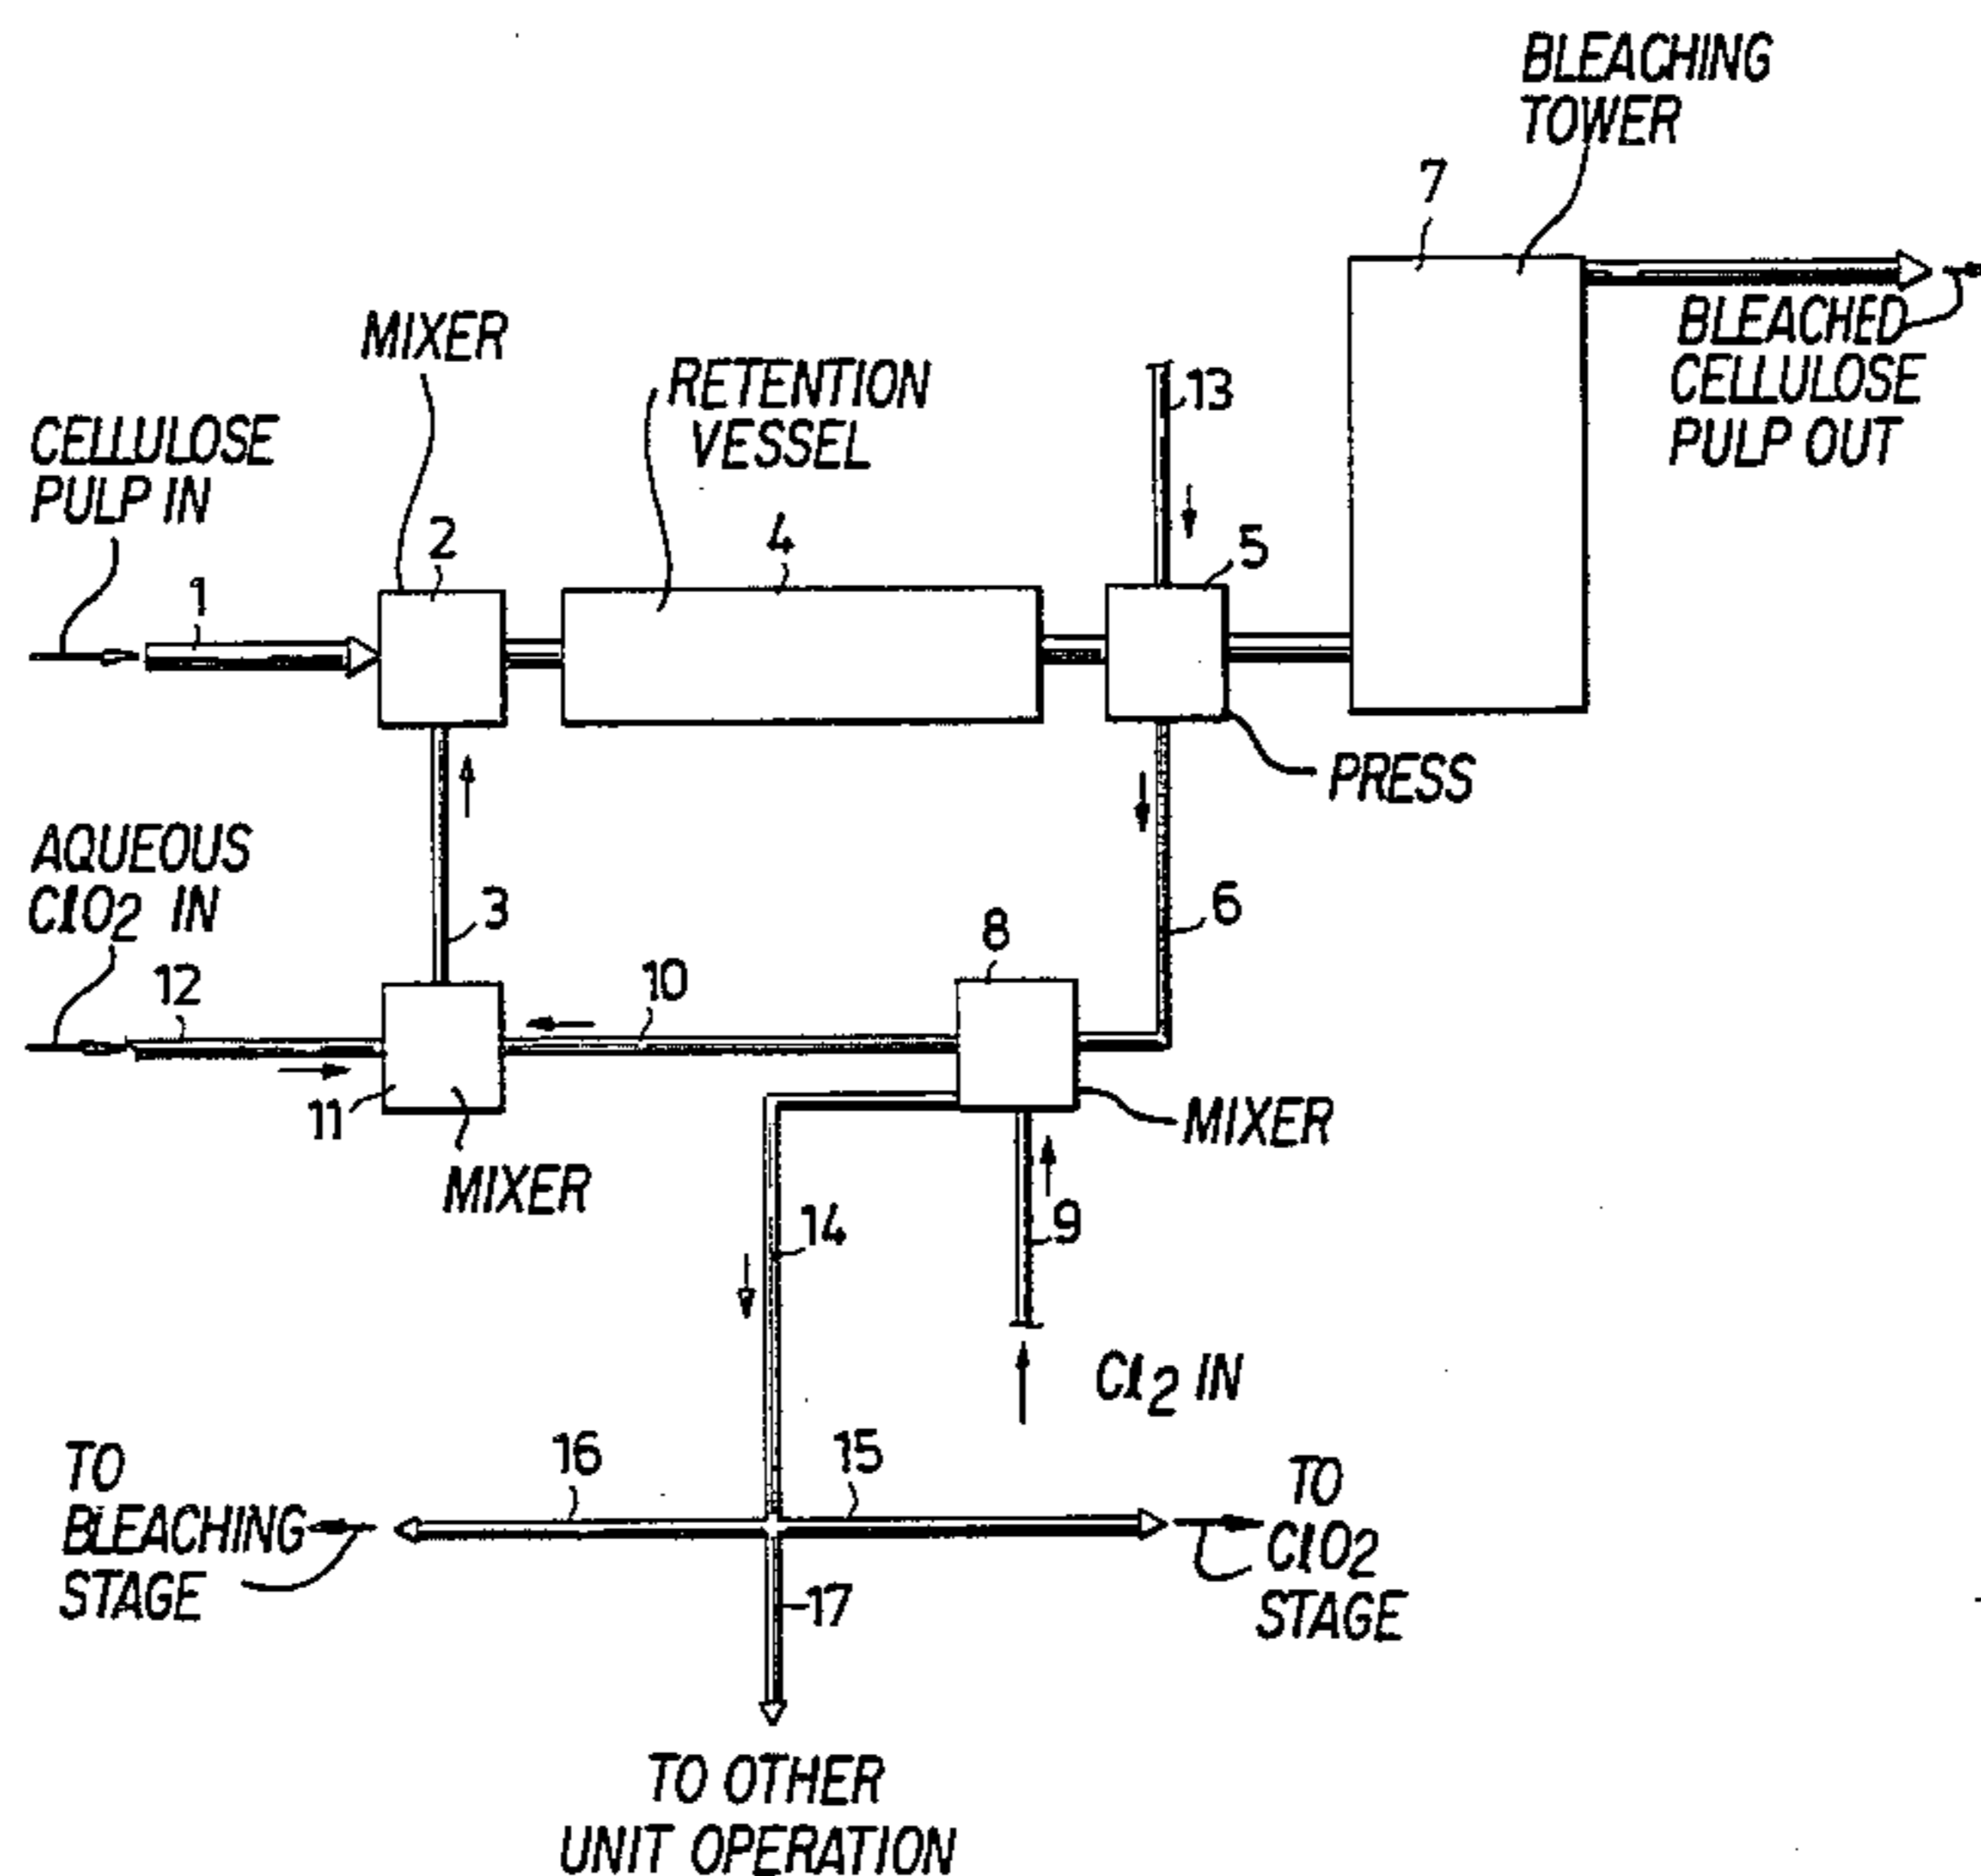 BLEACHING
TOWER
7
MIXER
RETENTION
VESSEL
13
BLEACHED
CELLULOSE
PULP OUT
CELLULOSE
PULP IN
1
2
4
5
PRESS
AQUEOUS
ClO2 IN
12
3
10
8
6
11
MIXER
MIXER
14
9
Cl2 IN
16
15
TO
BLEACHING
STAGE
TO
ClO2
STAGE
17
TO OTHER
UNIT OPERATION